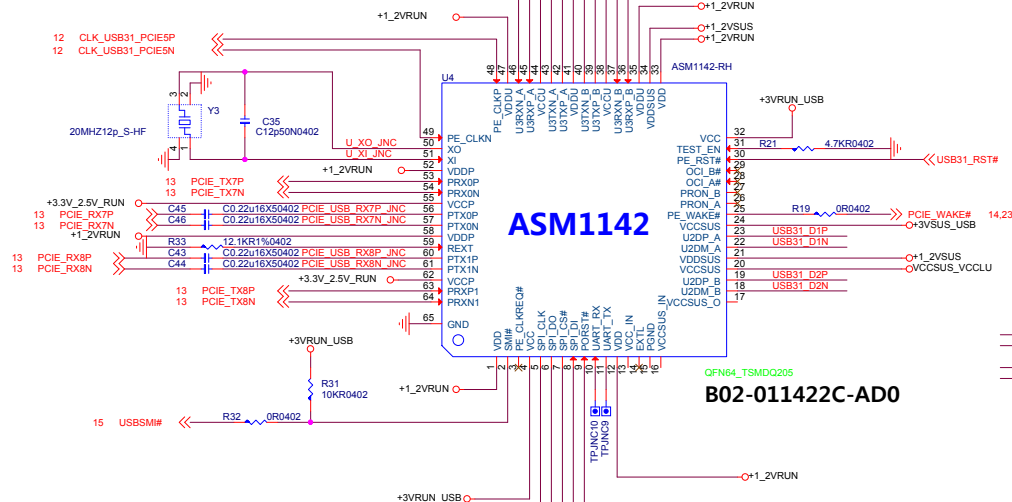 +1_2VRUN
+1_2VRUN
+1_2VSUS
+1_2VRUN
12 CLK_USB31_PCIE5P
12 CLK_USB31_PCIE5N
U4
ASM1142-RH
48 47 46 45 44 43 42 41 40 39 38 37 36 35 34 33
PE_CLKP
VDDU
U3RXN_A
U3RXP_A
VCCU
U3TXN_A
U3TXP_A
VDDU
U3TXN_B
U3TXP_B
VCCU
U3RXN_B
U3RXP_B
VDDU
VDDSUS
VDD
3 2
Y3
20MHZ12p_S-HF
4 1
C35
C12p50N0402
U_XO_JNC
U_XI_JNC
+1_2VRUN
49 PE_CLKN
50 XO
51 XI
52 VDDP
53 PRX0P
54 PRX0N
55 VCCP
56 PTX0P
57 PTX0N
58 VDDP
59 REXT
60 PTX1P
61 PTX1N
62 VCCP
63 PRXP1
64 PRXN1
65 GND
13 PCIE_TX7P
13 PCIE_TX7N
+3.3V_2.5V_RUN
13 PCIE_RX7P C45 C0.22u16X50402 PCIE_USB_RX7P_JNC
13 PCIE_RX7N C46 C0.22u16X50402 PCIE_USB_RX7N_JNC
+1_2VRUN
R33 12.1KR1%0402
13 PCIE_RX8P C43 C0.22u16X50402 PCIE_USB_RX8P_JNC
13 PCIE_RX8N C44 C0.22u16X50402 PCIE_USB_RX8N_JNC
+3.3V_2.5V_RUN
13 PCIE_TX8P
13 PCIE_TX8N
ASM1142
+3VRUN_USB
VCC 32
TEST_EN 31 R21 4.7KR0402
PE_RST# 30 USB31_RST#
OCI_B# 29
OCI_A# 28
PRON_B 27
PRON_A 26
PE_WAKE# 25 R19 0R0402 PCIE_WAKE# 14,23
VCCSUS 24 +3VSUS_USB
U2DP_A 23 USB31_D1P
U2DM_A 22 USB31_D1N
VDDSUS 21 +1_2VSUS
VCCSUS 20 VCCSUS_VCCLU
U2DP_B 19 USB31_D2P
U2DM_B 18 USB31_D2N
VCCSUS_O 17
VDD
SMI#
PE_CLKREQ#
VCC
SPI_CLK
SPI_DO
SPI_CS#
SPI_DI
PORST#
UART_RX
UART_TX
VDD
VCC_IN
EXTL
PGND
VCCSUS_IN
1 2 3 4 5 6 7 8 9 10 11 12 13 14 15 16
QFN64_TSMDQ205
B02-011422C-AD0
+3VRUN_USB
R31
10KR0402
+1_2VRUN
15 USBSMI# R32 0R0402
TPJNC10
TPJNC9
+1_2VRUN
+3VRUN_USB